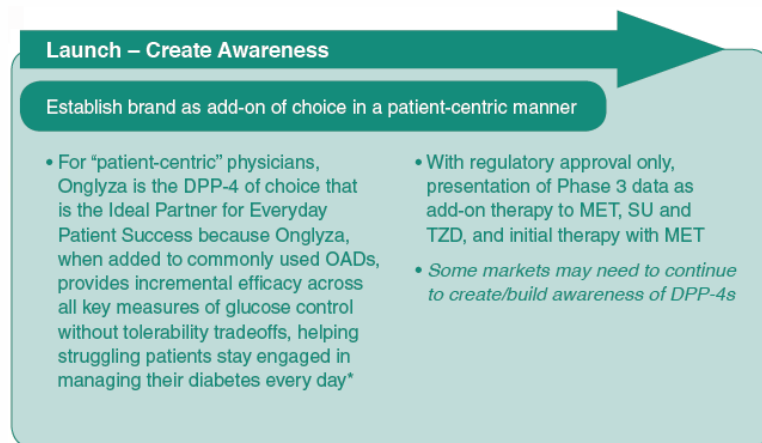 Launch – Create Awareness
Establish brand as add-on of choice in a patient-centric manner
• For “patient-centric” physicians,
Onglyza is the DPP-4 of choice that
is the Ideal Partner for Everyday
Patient Success because Onglyza,
when added to commonly used OADs,
provides incremental efficacy across
all key measures of glucose control
without tolerability tradeoffs, helping
struggling patients stay engaged in
managing their diabetes every day*
• With regulatory approval only,
presentation of Phase 3 data as
add-on therapy to MET, SU and
TZD, and initial therapy with MET
• Some markets may need to continue
to create/build awareness of DPP-4s